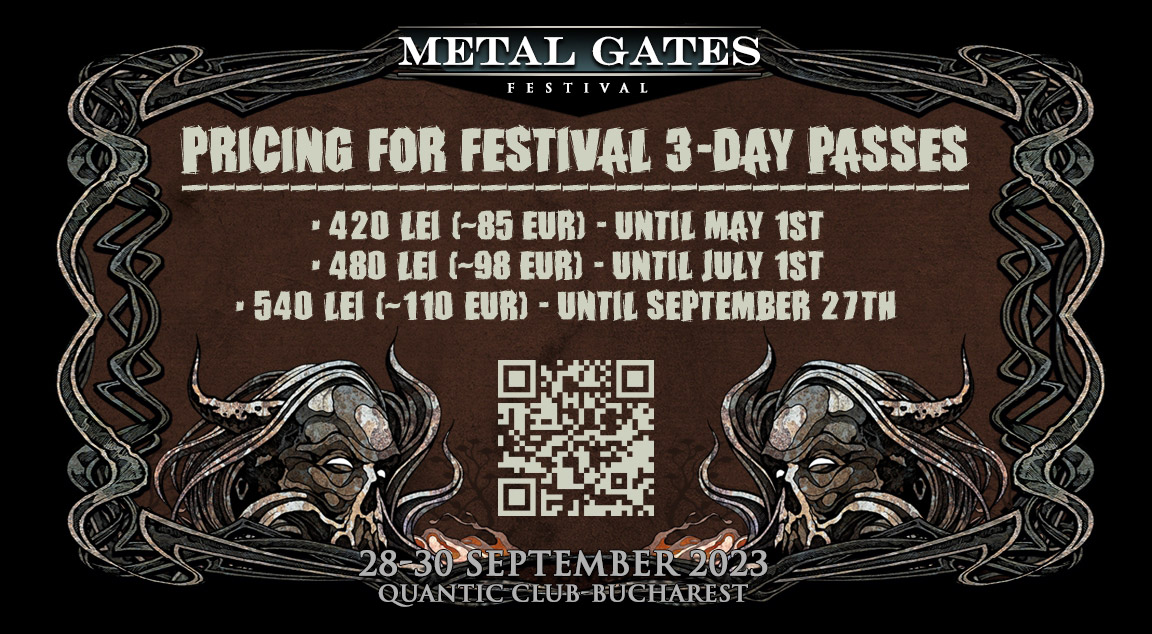 METAL GATES
FESTIVAL
PRICING FOR FESTIVAL 3-DAY PASSES
· 420 LEI (~85 EUR) - UNTIL MAY 1ST
· 480 LEI (~98 EUR) - UNTIL JULY 1ST
· 540 LEI (~110 EUR) - UNTIL SEPTEMBER 27TH
28-30 SEPTEMBER 2023
QUANTIC CLUB-BUCHAREST